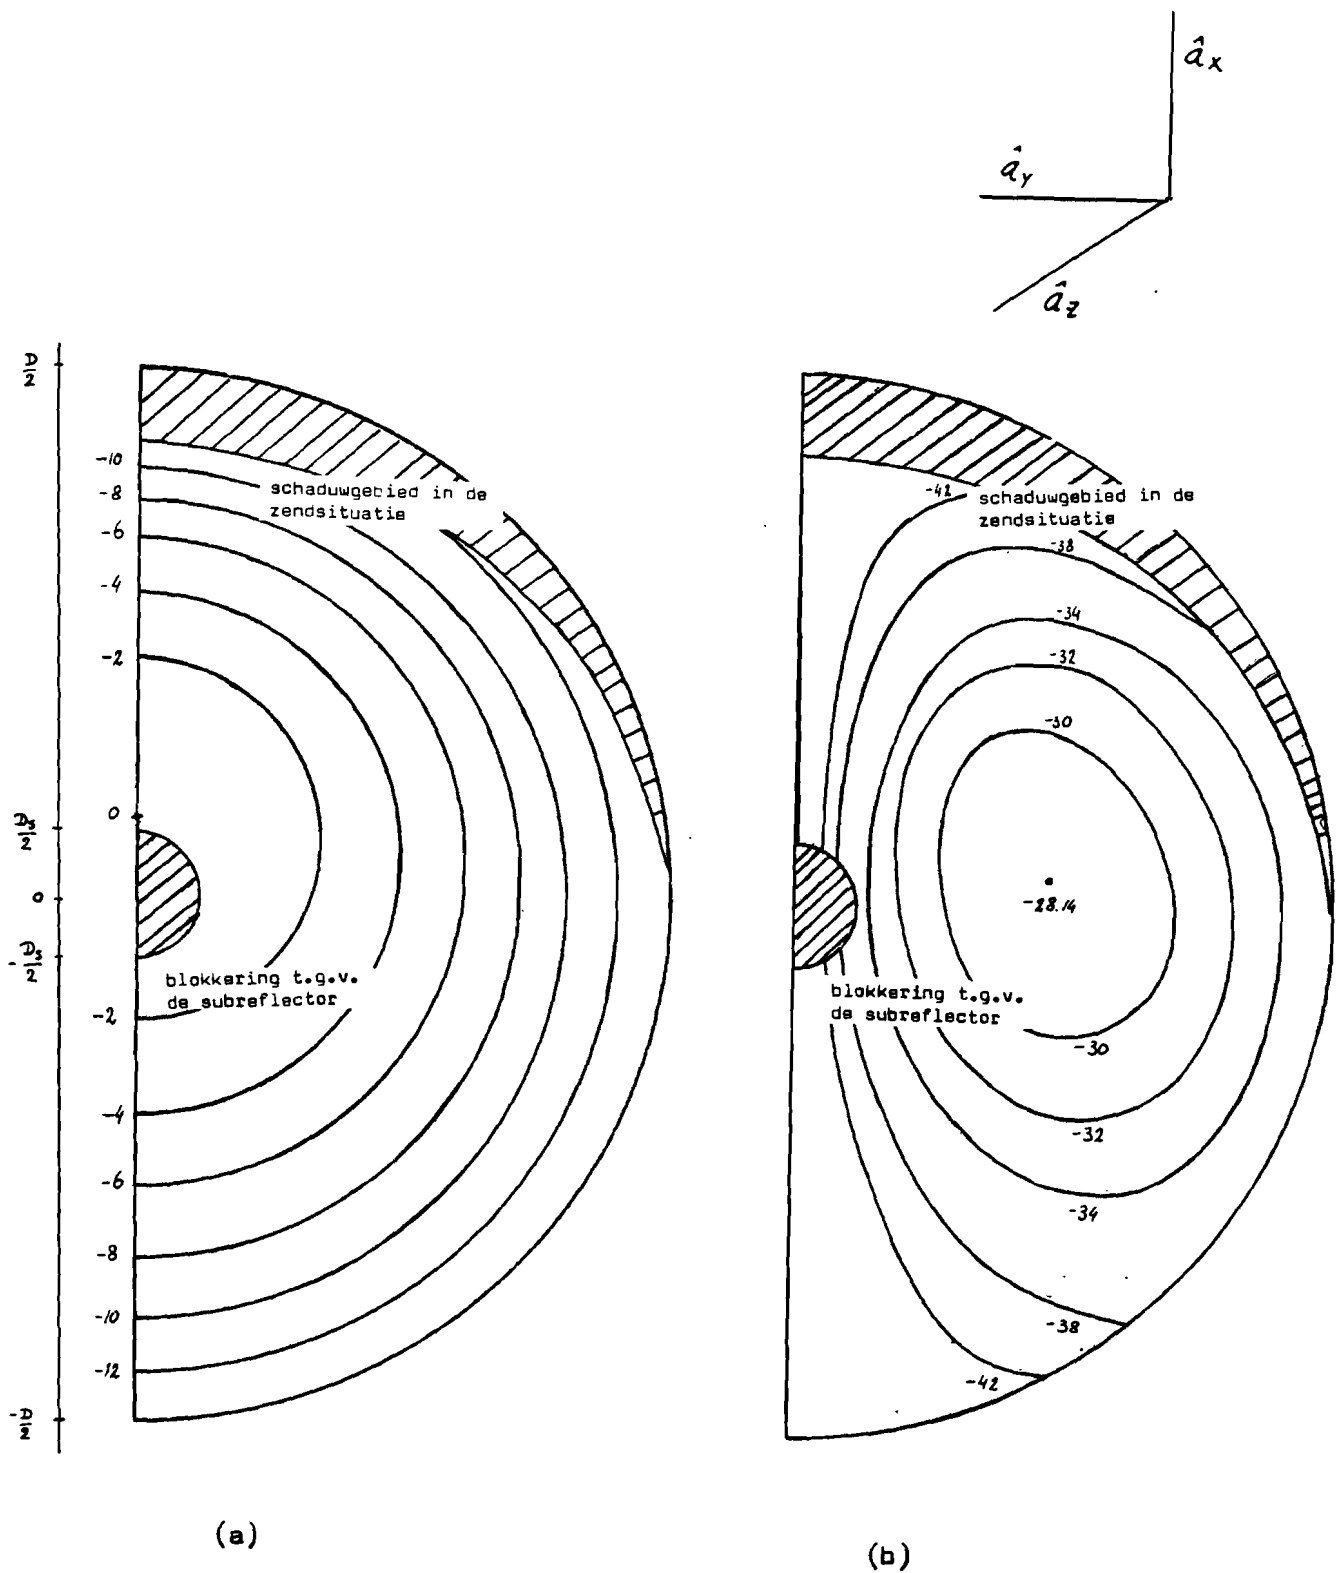 âx
ây
âz
D/2
-10
-8
-6
-4
-2
0
Ds/2
0
-Ds/2
-2
-4
-6
-8
-10
-12
-D/2
schaduwgebied in de
zendsituatie
blokkering t.g.v.
de subreflector
(a)
-42
schaduwgebied in de
zendsituatie
-38
-34
-32
-30
-28.14
blokkering t.g.v.
de subreflector
-30
-32
-34
-38
-42
(b)